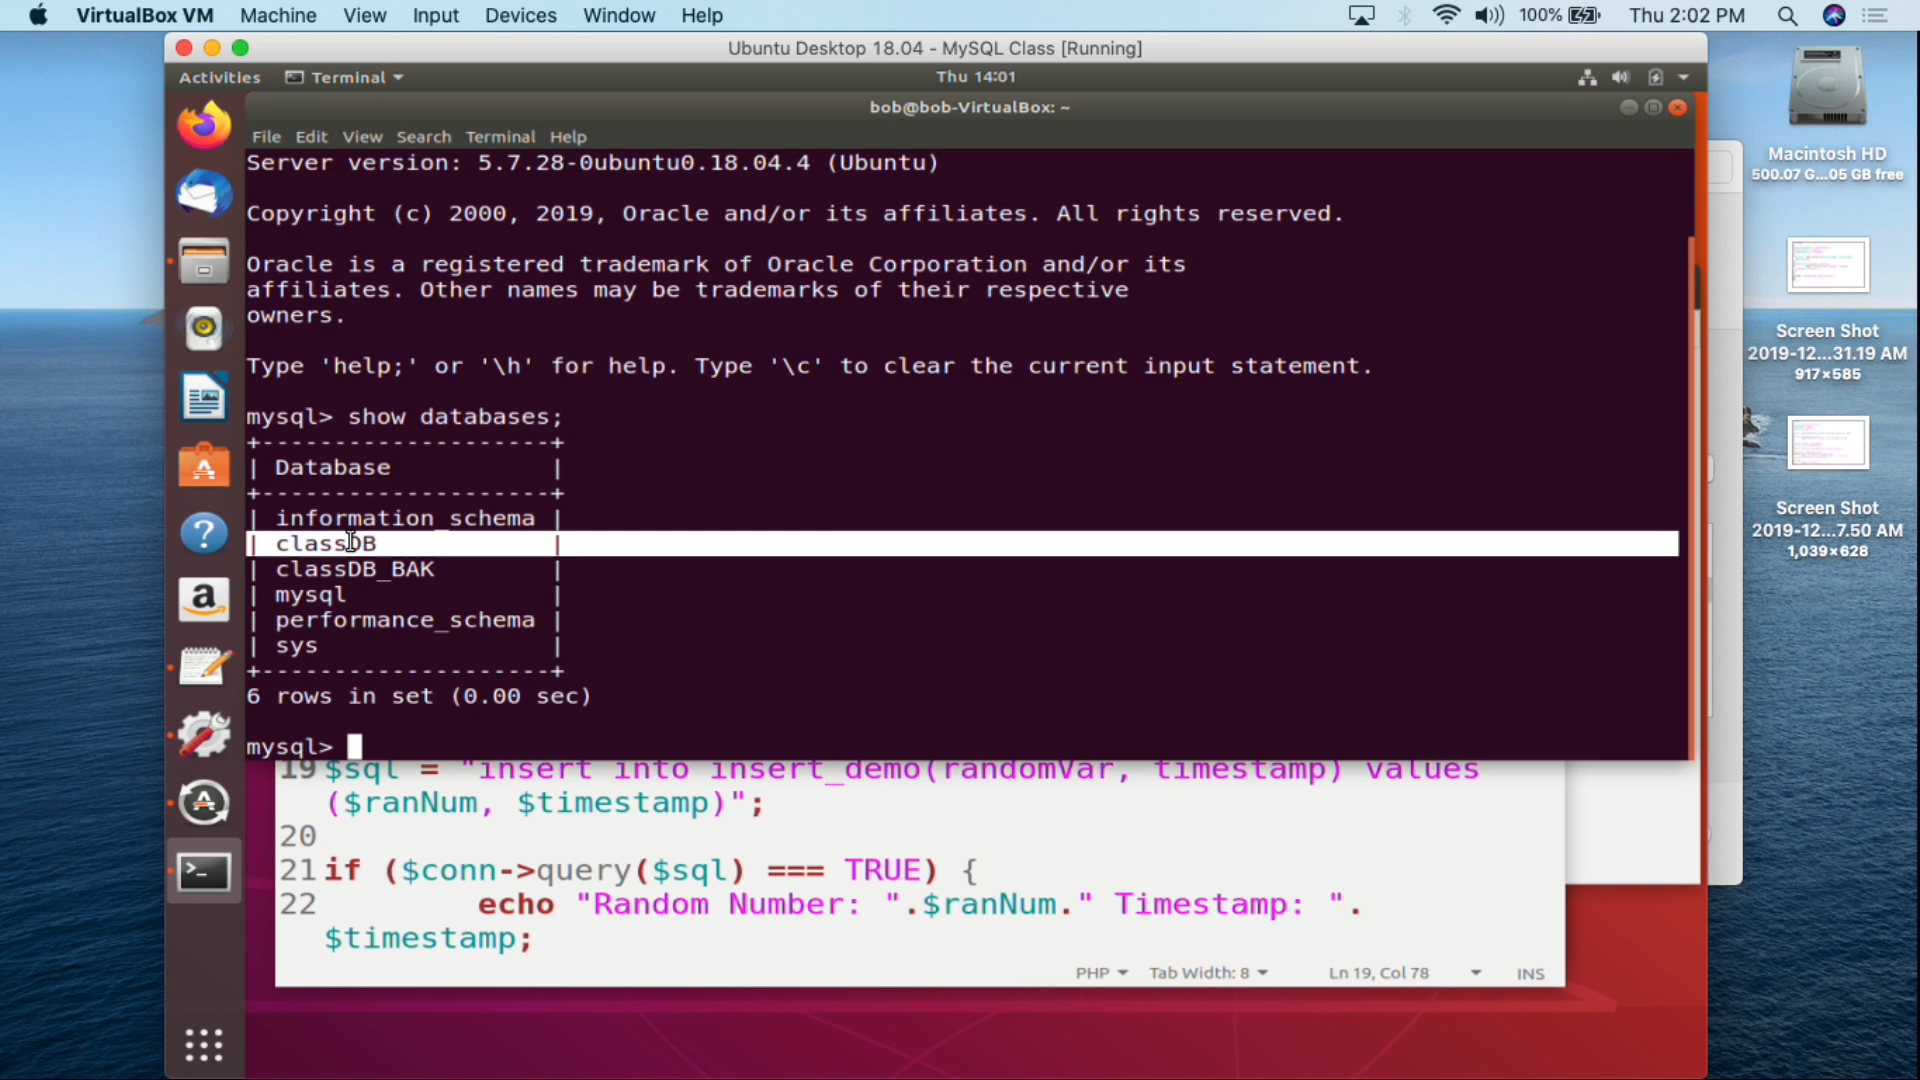 VirtualBox VM Machine View Input Devices Window Help 100% Thu 2:02 PM
Ubuntu Desktop 18.04 - MySQL Class [Running]
Activities Terminal Thu 14:01
bob@bob-VirtualBox: ~
File Edit View Search Terminal Help
Server version: 5.7.28-0ubuntu0.18.04.4 (Ubuntu)
Copyright (c) 2000, 2019, Oracle and/or its affiliates. All rights reserved.
Oracle is a registered trademark of Oracle Corporation and/or its
affiliates. Other names may be trademarks of their respective
owners.
Type 'help;' or '\h' for help. Type '\c' to clear the current input statement.
mysql> show databases;
+--------------------+
| Database           |
+--------------------+
| information_schema |
| classDB            |
| classDB_BAK        |
| mysql              |
| performance_schema |
| sys                |
+--------------------+
6 rows in set (0.00 sec)
mysql>
19 $sql = "insert into insert_demo(randomVar, timestamp) values
($ranNum, $timestamp)";
20
21 if ($conn->query($sql) === TRUE) {
22 echo "Random Number: ".$ranNum." Timestamp: ".
$timestamp;
PHP Tab Width: 8 Ln 19, Col 78 INS
Macintosh HD
500.07 G...05 GB free
Screen Shot
2019-12...31.19 AM
917×585
Screen Shot
2019-12...7.50 AM
1,039×628